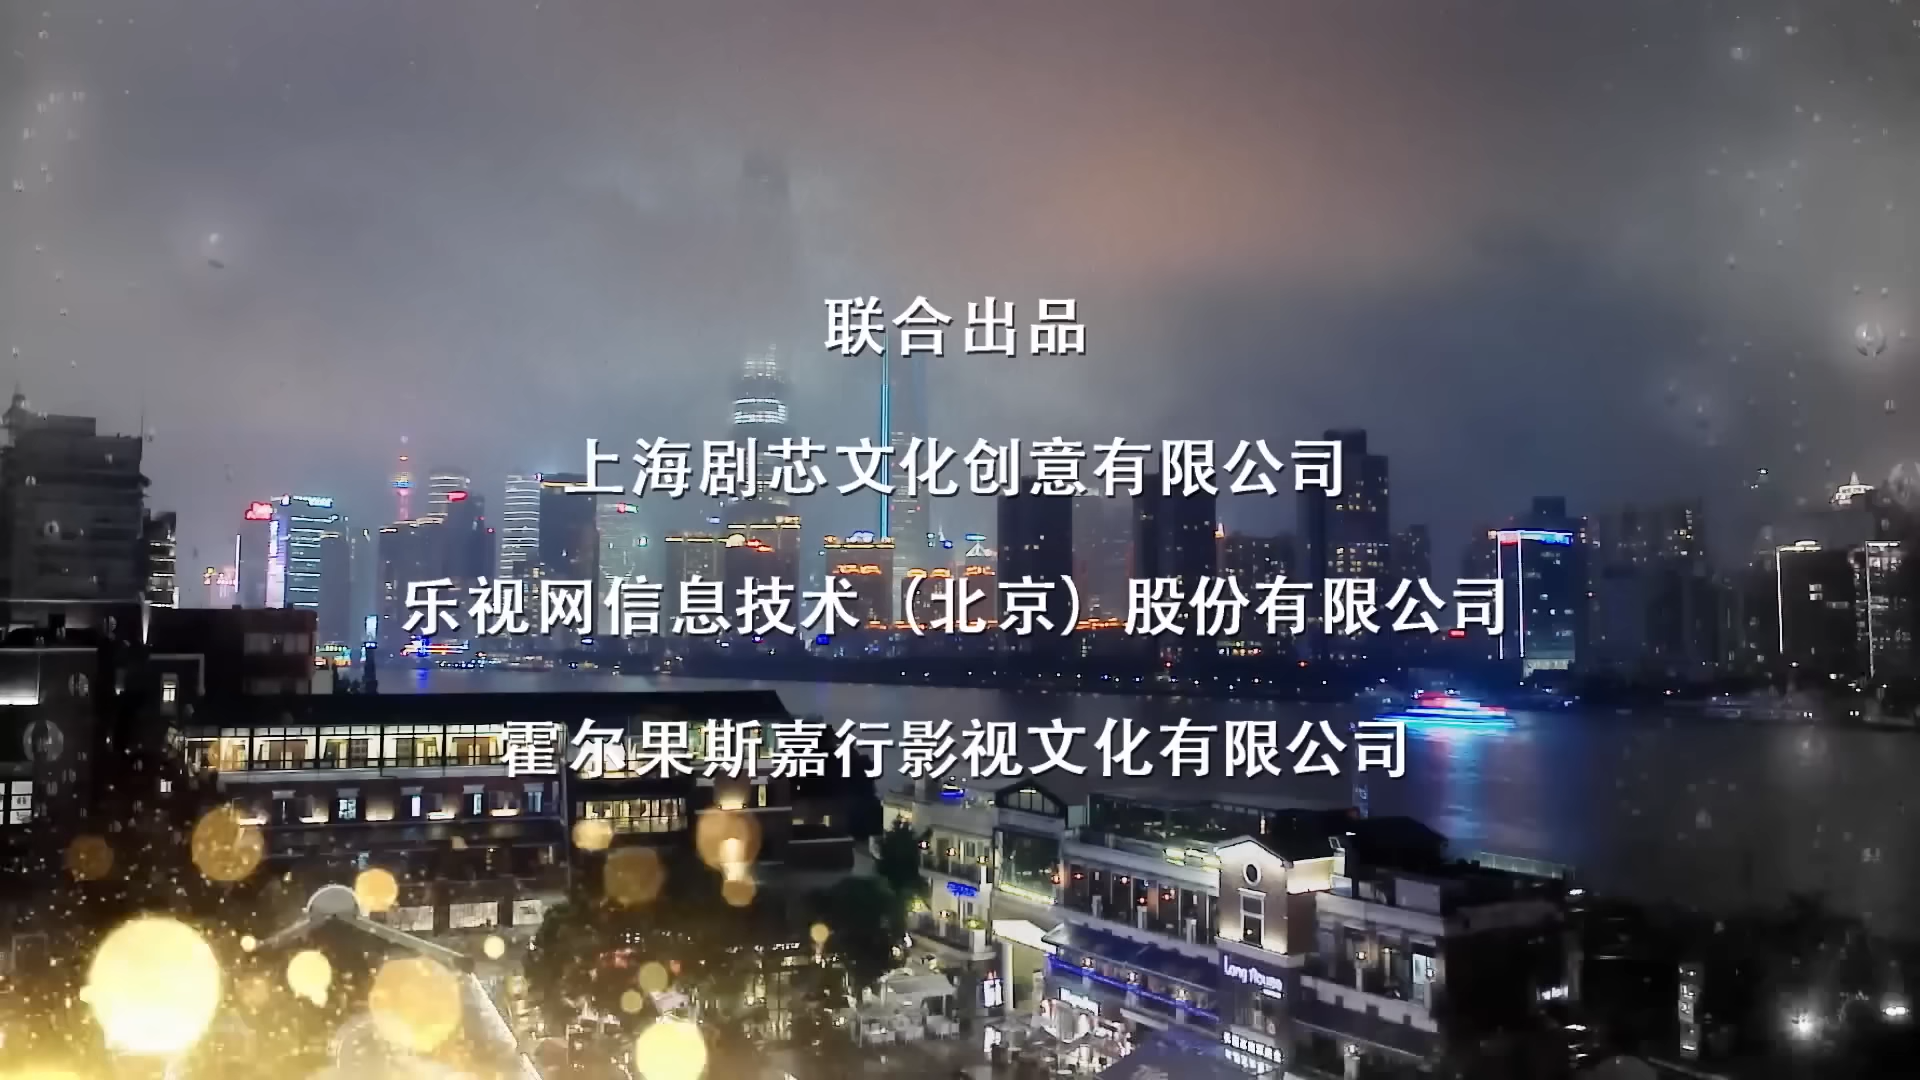 联合出品
上海剧芯文化创意有限公司
乐视网信息技术（北京）股份有限公司
霍尔果斯嘉行影视文化有限公司
Long House